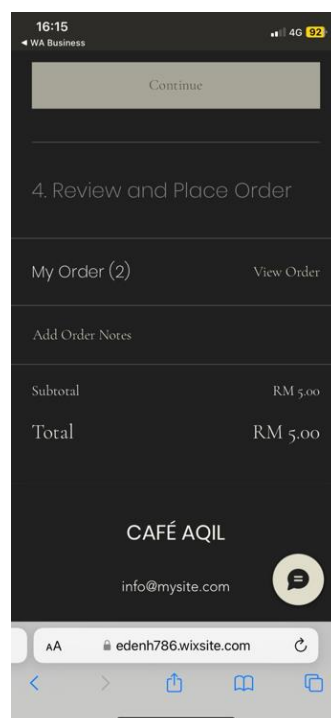 16:15
4G 92
◀ WA Business
Continue
4. Review and Place Order
My Order (2)
View Order
Add Order Notes
Subtotal
RM 5.00
Total
RM 5.00
CAFÉ AQIL
info@mysite.com
AA
edenh786.wixsite.com